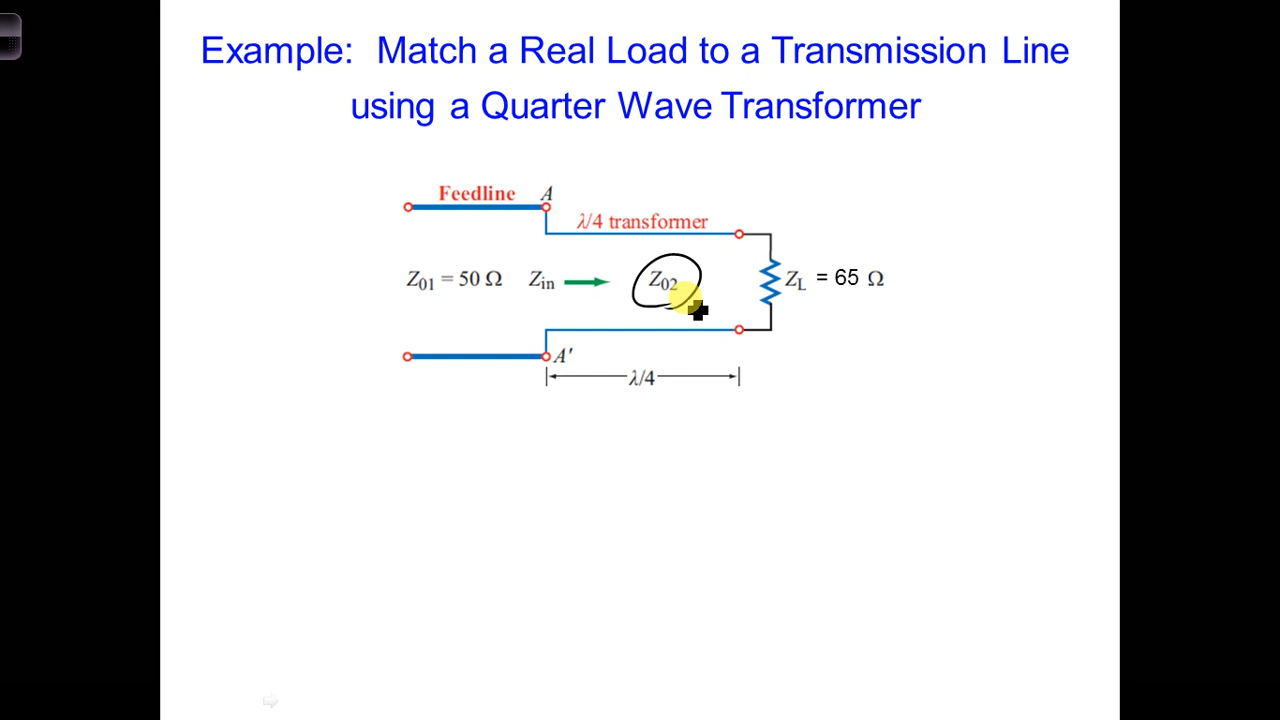 Example: Match a Real Load to a Transmission Line
using a Quarter Wave Transformer
Feedline A
λ/4 transformer
Z01 = 50 Ω Zin Z02 ZL = 65 Ω
A'
λ/4